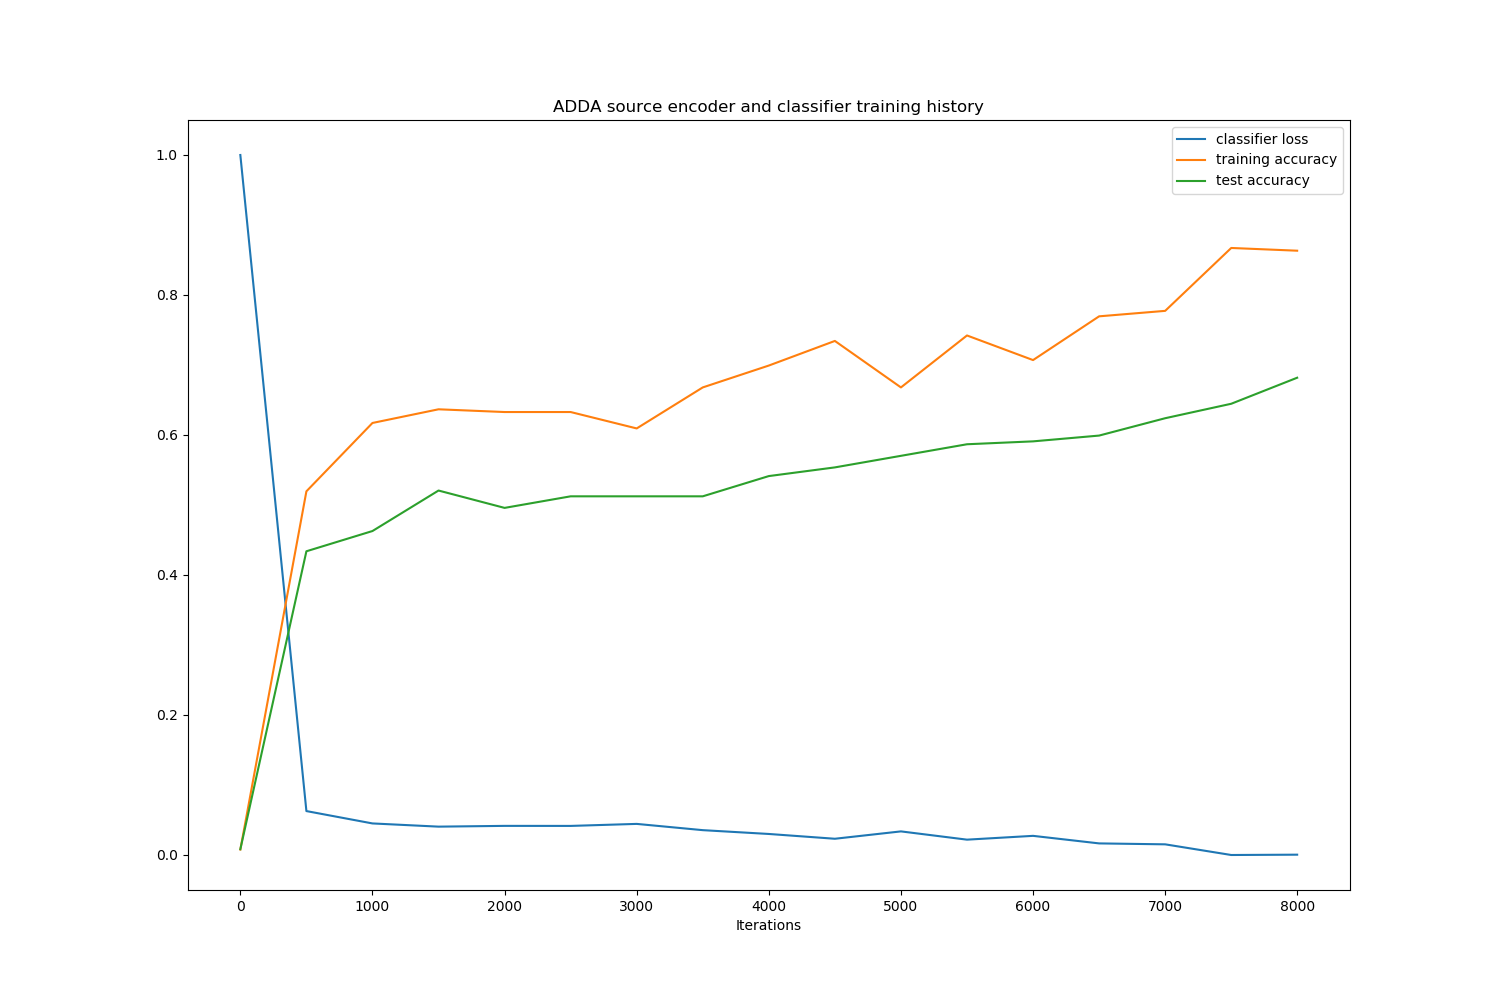 ADDA source encoder and classifier training history
classifier loss
training accuracy
test accuracy
1.0
0.8
0.6
0.4
0.2
0.0
0 1000 2000 3000 4000 5000 6000 7000 8000
Iterations